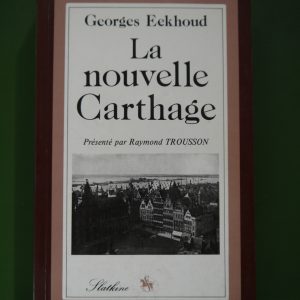 Georges Eekhoud
La
nouvelle
Carthage
Présenté par Raymond TROUSSON
Slatkine